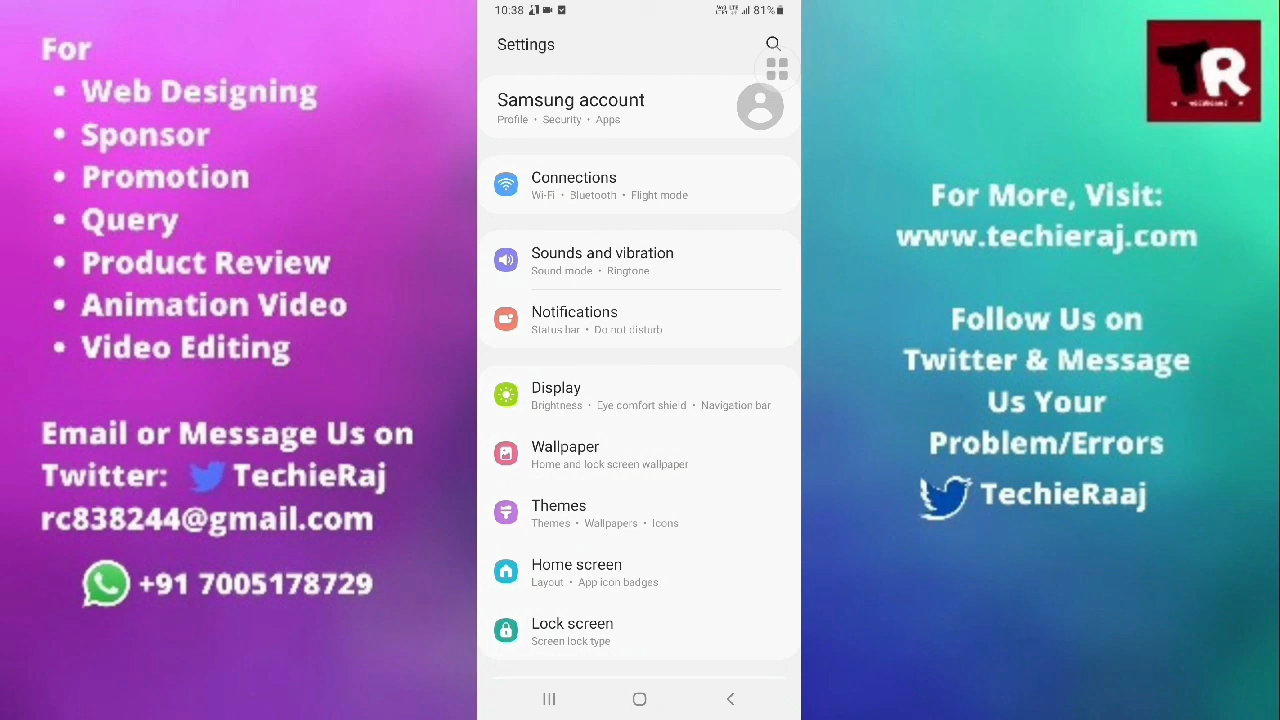 For
• Web Designing
• Sponsor
• Promotion
• Query
• Product Review
• Animation Video
• Video Editing
Email or Message Us on
Twitter: TechieRaj
rc838244@gmail.com
+91 7005178729
10.38
81%
Settings
Samsung account
Profile • Security • Apps
Connections
Wi-Fi • Bluetooth • Flight mode
Sounds and vibration
Sound mode • Ringtone
Notifications
Status bar • Do not disturb
Display
Brightness • Eye comfort shield • Navigation bar
Wallpaper
Home and lock screen wallpaper
Themes
Themes • Wallpapers • Icons
Home screen
Layout • App icon badges
Lock screen
Screen lock type
TR
For More, Visit:
www.techieraj.com
Follow Us on
Twitter & Message
Us Your
Problem/Errors
TechieRaaj